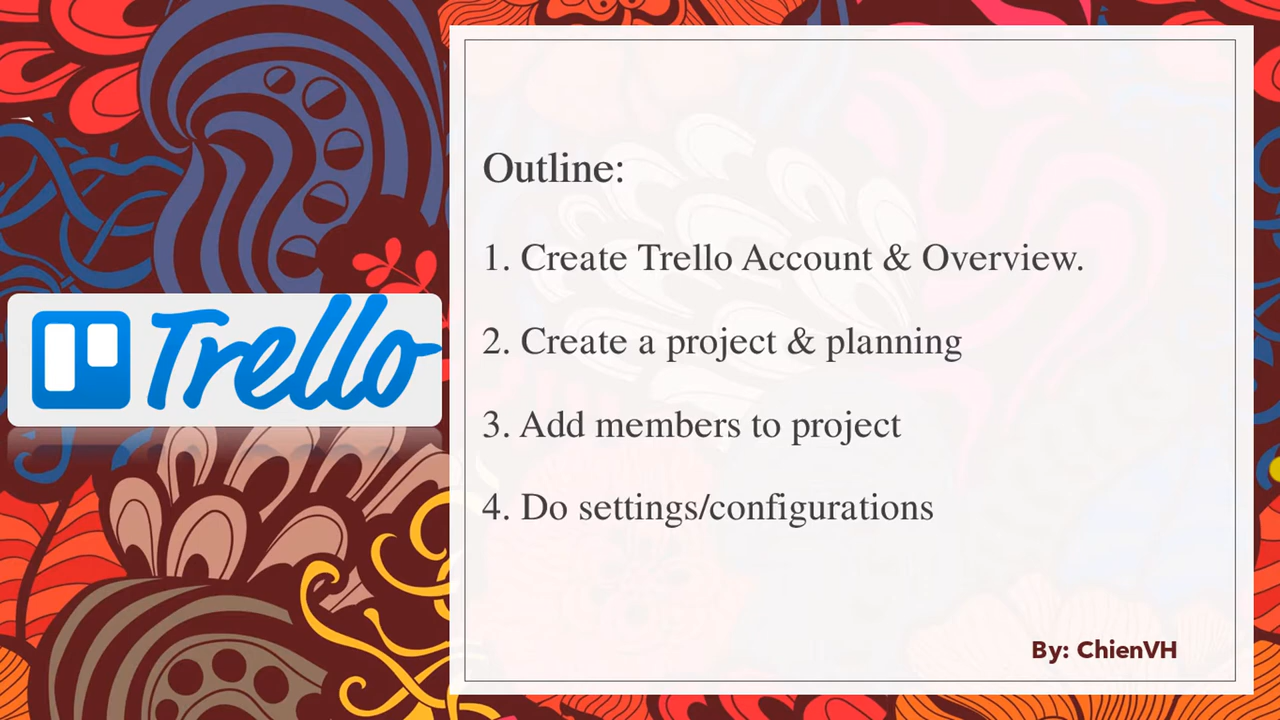 Trello
Outline:
1. Create Trello Account & Overview.
2. Create a project & planning
3. Add members to project
4. Do settings/configurations
By: ChienVH